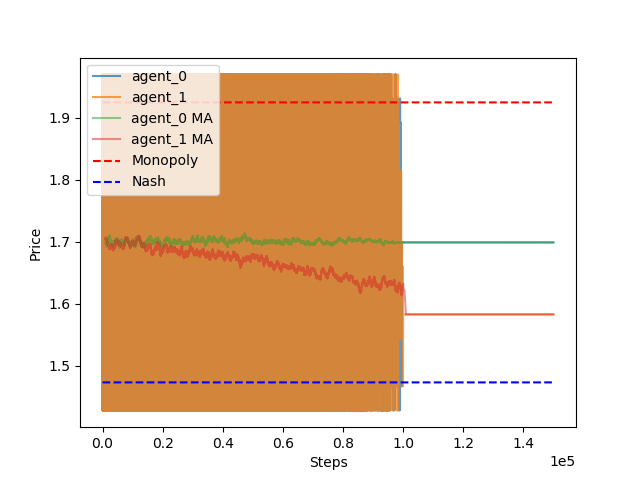 agent_0
agent_1
agent_0 MA
agent_1 MA
Monopoly
Nash
Price
1.9
1.8
1.7
1.6
1.5
0.0 0.2 0.4 0.6 0.8 1.0 1.2 1.4
1e5
Steps